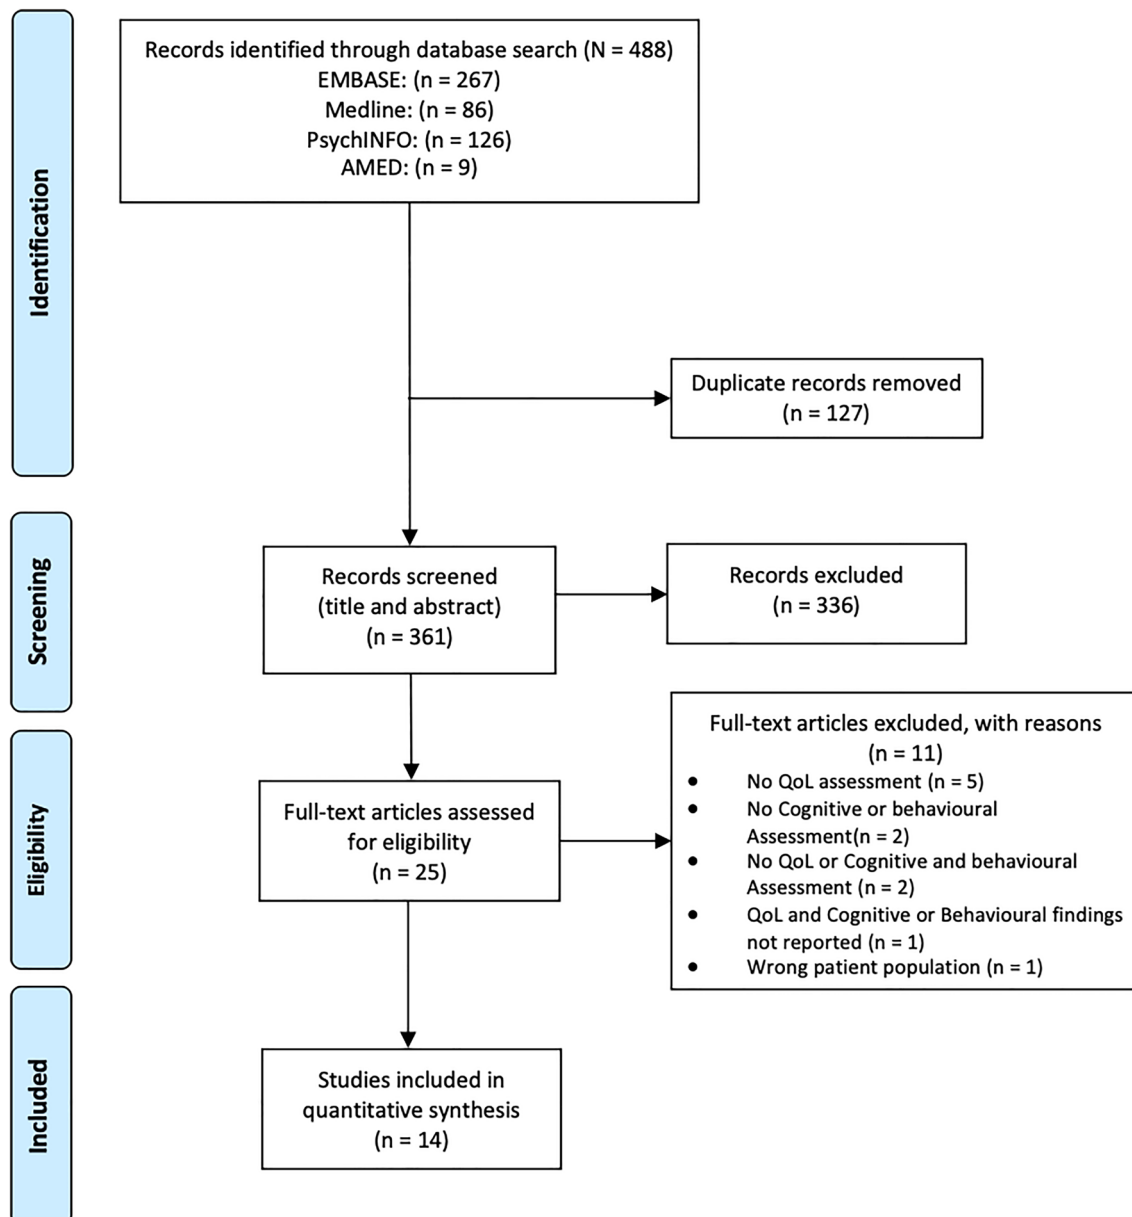 Identification
Records identified through database search (N = 488)
EMBASE: (n = 267)
Medline: (n = 86)
PsychINFO: (n = 126)
AMED: (n = 9)
Duplicate records removed
(n = 127)
Screening
Records screened
(title and abstract)
(n = 361)
Records excluded
(n = 336)
Eligibility
Full-text articles assessed
for eligibility
(n = 25)
Full-text articles excluded, with reasons
(n = 11)
• No QoL assessment (n = 5)
• No Cognitive or behavioural
Assessment(n = 2)
• No QoL or Cognitive and behavioural
Assessment (n = 2)
• QoL and Cognitive or Behavioural findings
not reported (n = 1)
• Wrong patient population (n = 1)
Included
Studies included in
quantitative synthesis
(n = 14)